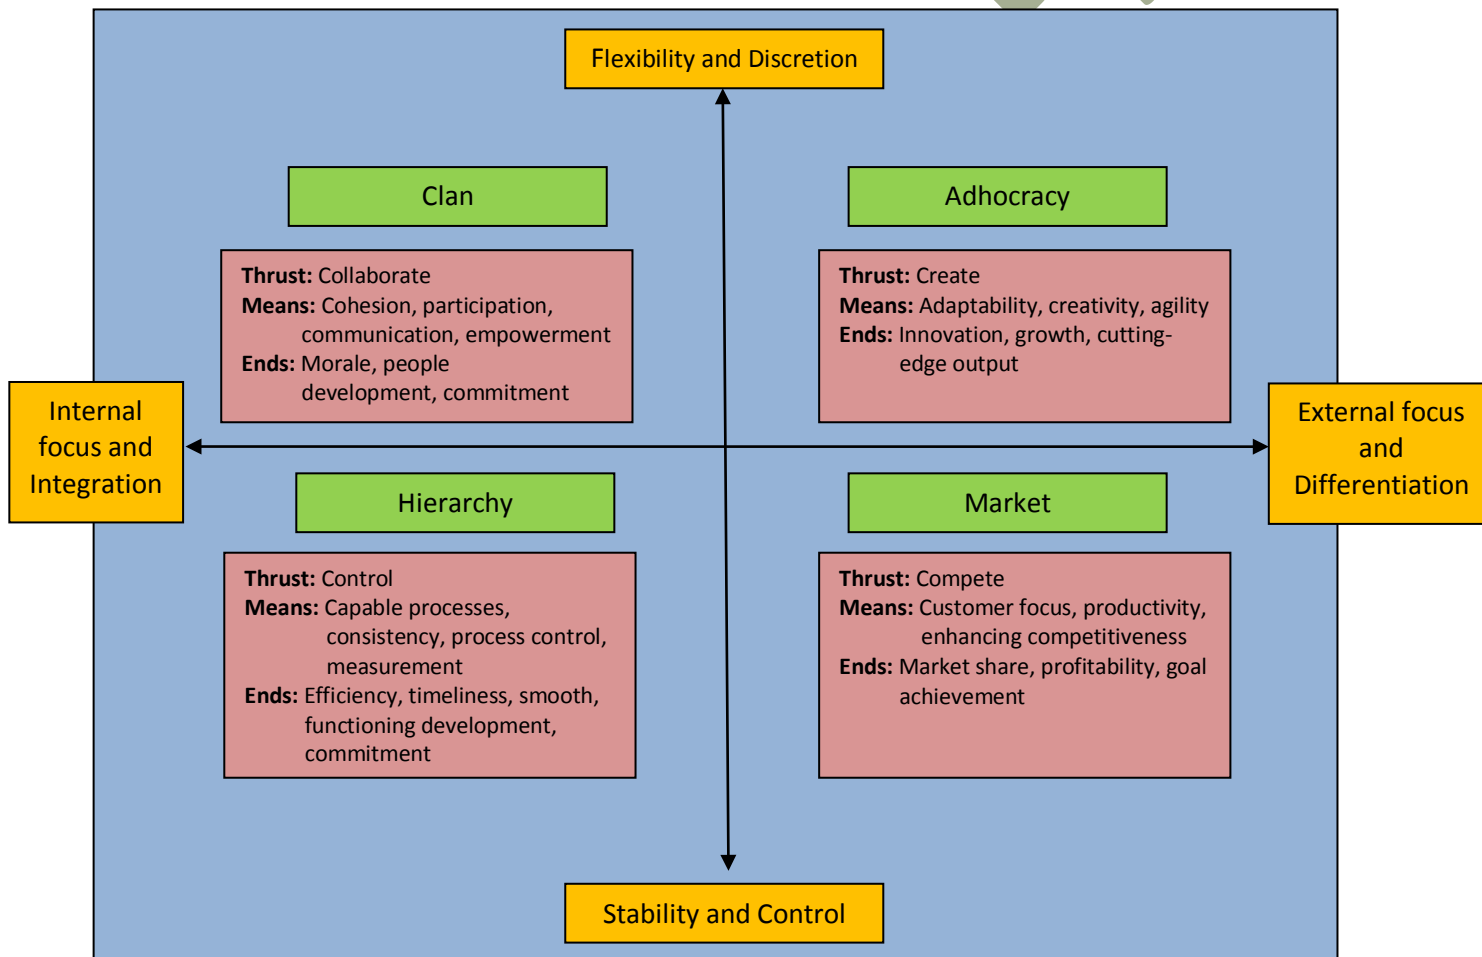 Flexibility and Discretion
Clan
Thrust: Collaborate
Means: Cohesion, participation,
communication, empowerment
Ends: Morale, people
development, commitment
Adhocracy
Thrust: Create
Means: Adaptability, creativity, agility
Ends: Innovation, growth, cutting-
edge output
Internal
focus and
Integration
External focus
and
Differentiation
Hierarchy
Thrust: Control
Means: Capable processes,
consistency, process control,
measurement
Ends: Efficiency, timeliness, smooth,
functioning development,
commitment
Market
Thrust: Compete
Means: Customer focus, productivity,
enhancing competitiveness
Ends: Market share, profitability, goal
achievement
Stability and Control